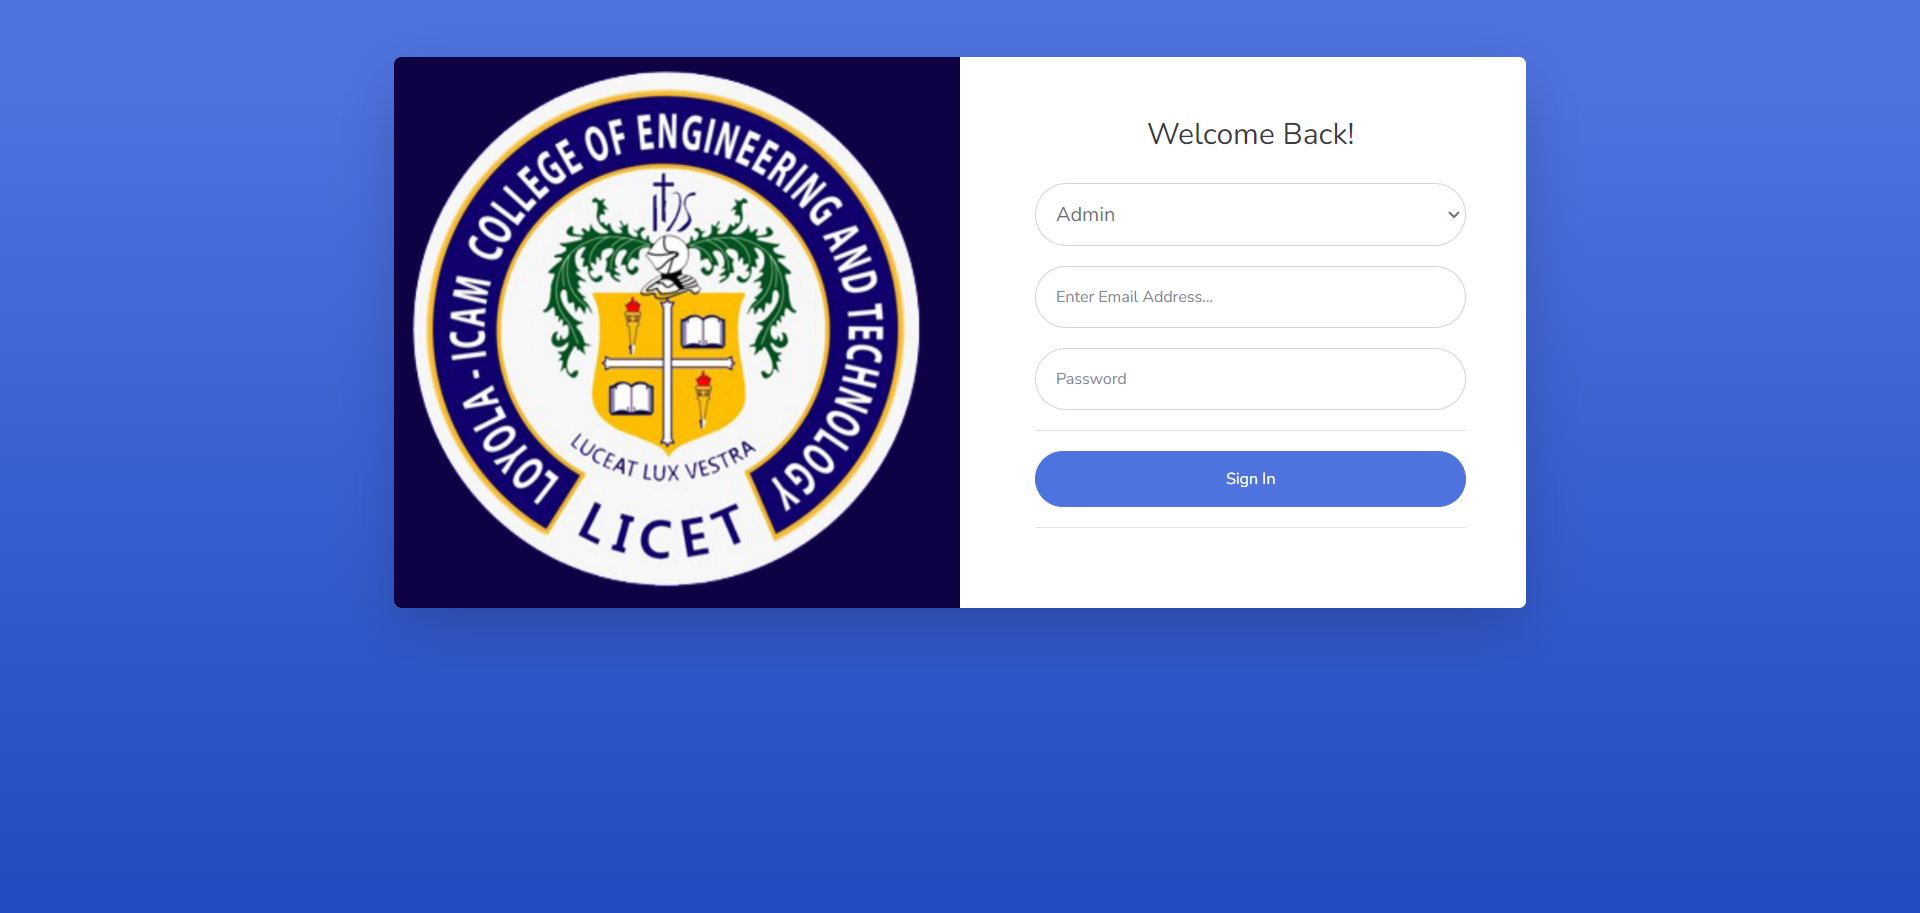 LOYOLA - ICAM COLLEGE OF ENGINEERING AND TECHNOLOGY
IHS
LUCEAT LUX VESTRA
LICET
Welcome Back!
Admin
Enter Email Address...
Password
Sign In